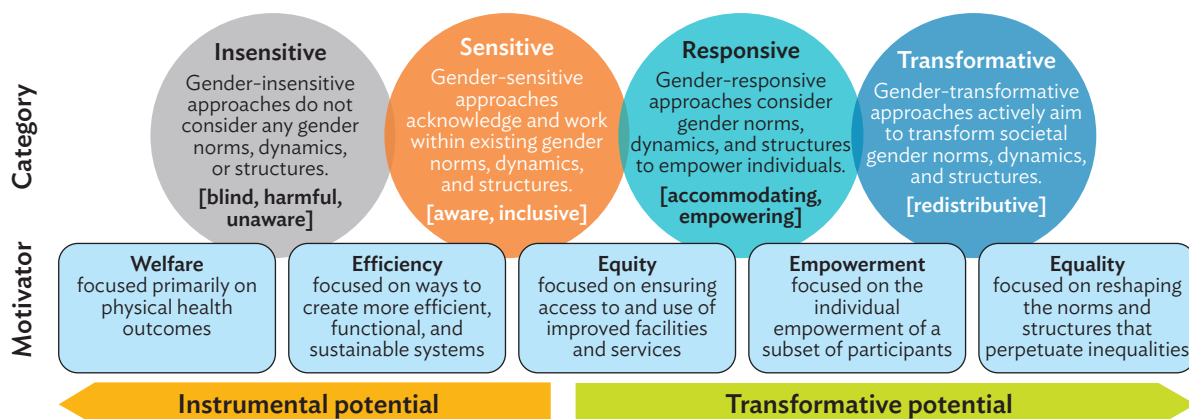 Category
Insensitive
Gender-insensitive
approaches do not
consider any gender
norms, dynamics,
or structures.
[blind, harmful,
unaware]
Sensitive
Gender-sensitive
approaches
acknowledge and work
within existing gender
norms, dynamics,
and structures.
[aware, inclusive]
Responsive
Gender-responsive
approaches consider
gender norms,
dynamics, and structures
to empower individuals.
[accommodating,
empowering]
Transformative
Gender-transformative
approaches actively aim
to transform societal
gender norms, dynamics,
and structures.
[redistributive]
Motivator
Welfare
focused primarily on
physical health
outcomes
Efficiency
focused on ways to
create more efficient,
functional, and
sustainable systems
Equity
focused on ensuring
access to and use of
improved facilities
and services
Empowerment
focused on the
individual
empowerment of a
subset of participants
Equality
focused on reshaping
the norms and
structures that
perpetuate inequalities
Instrumental potential
Transformative potential